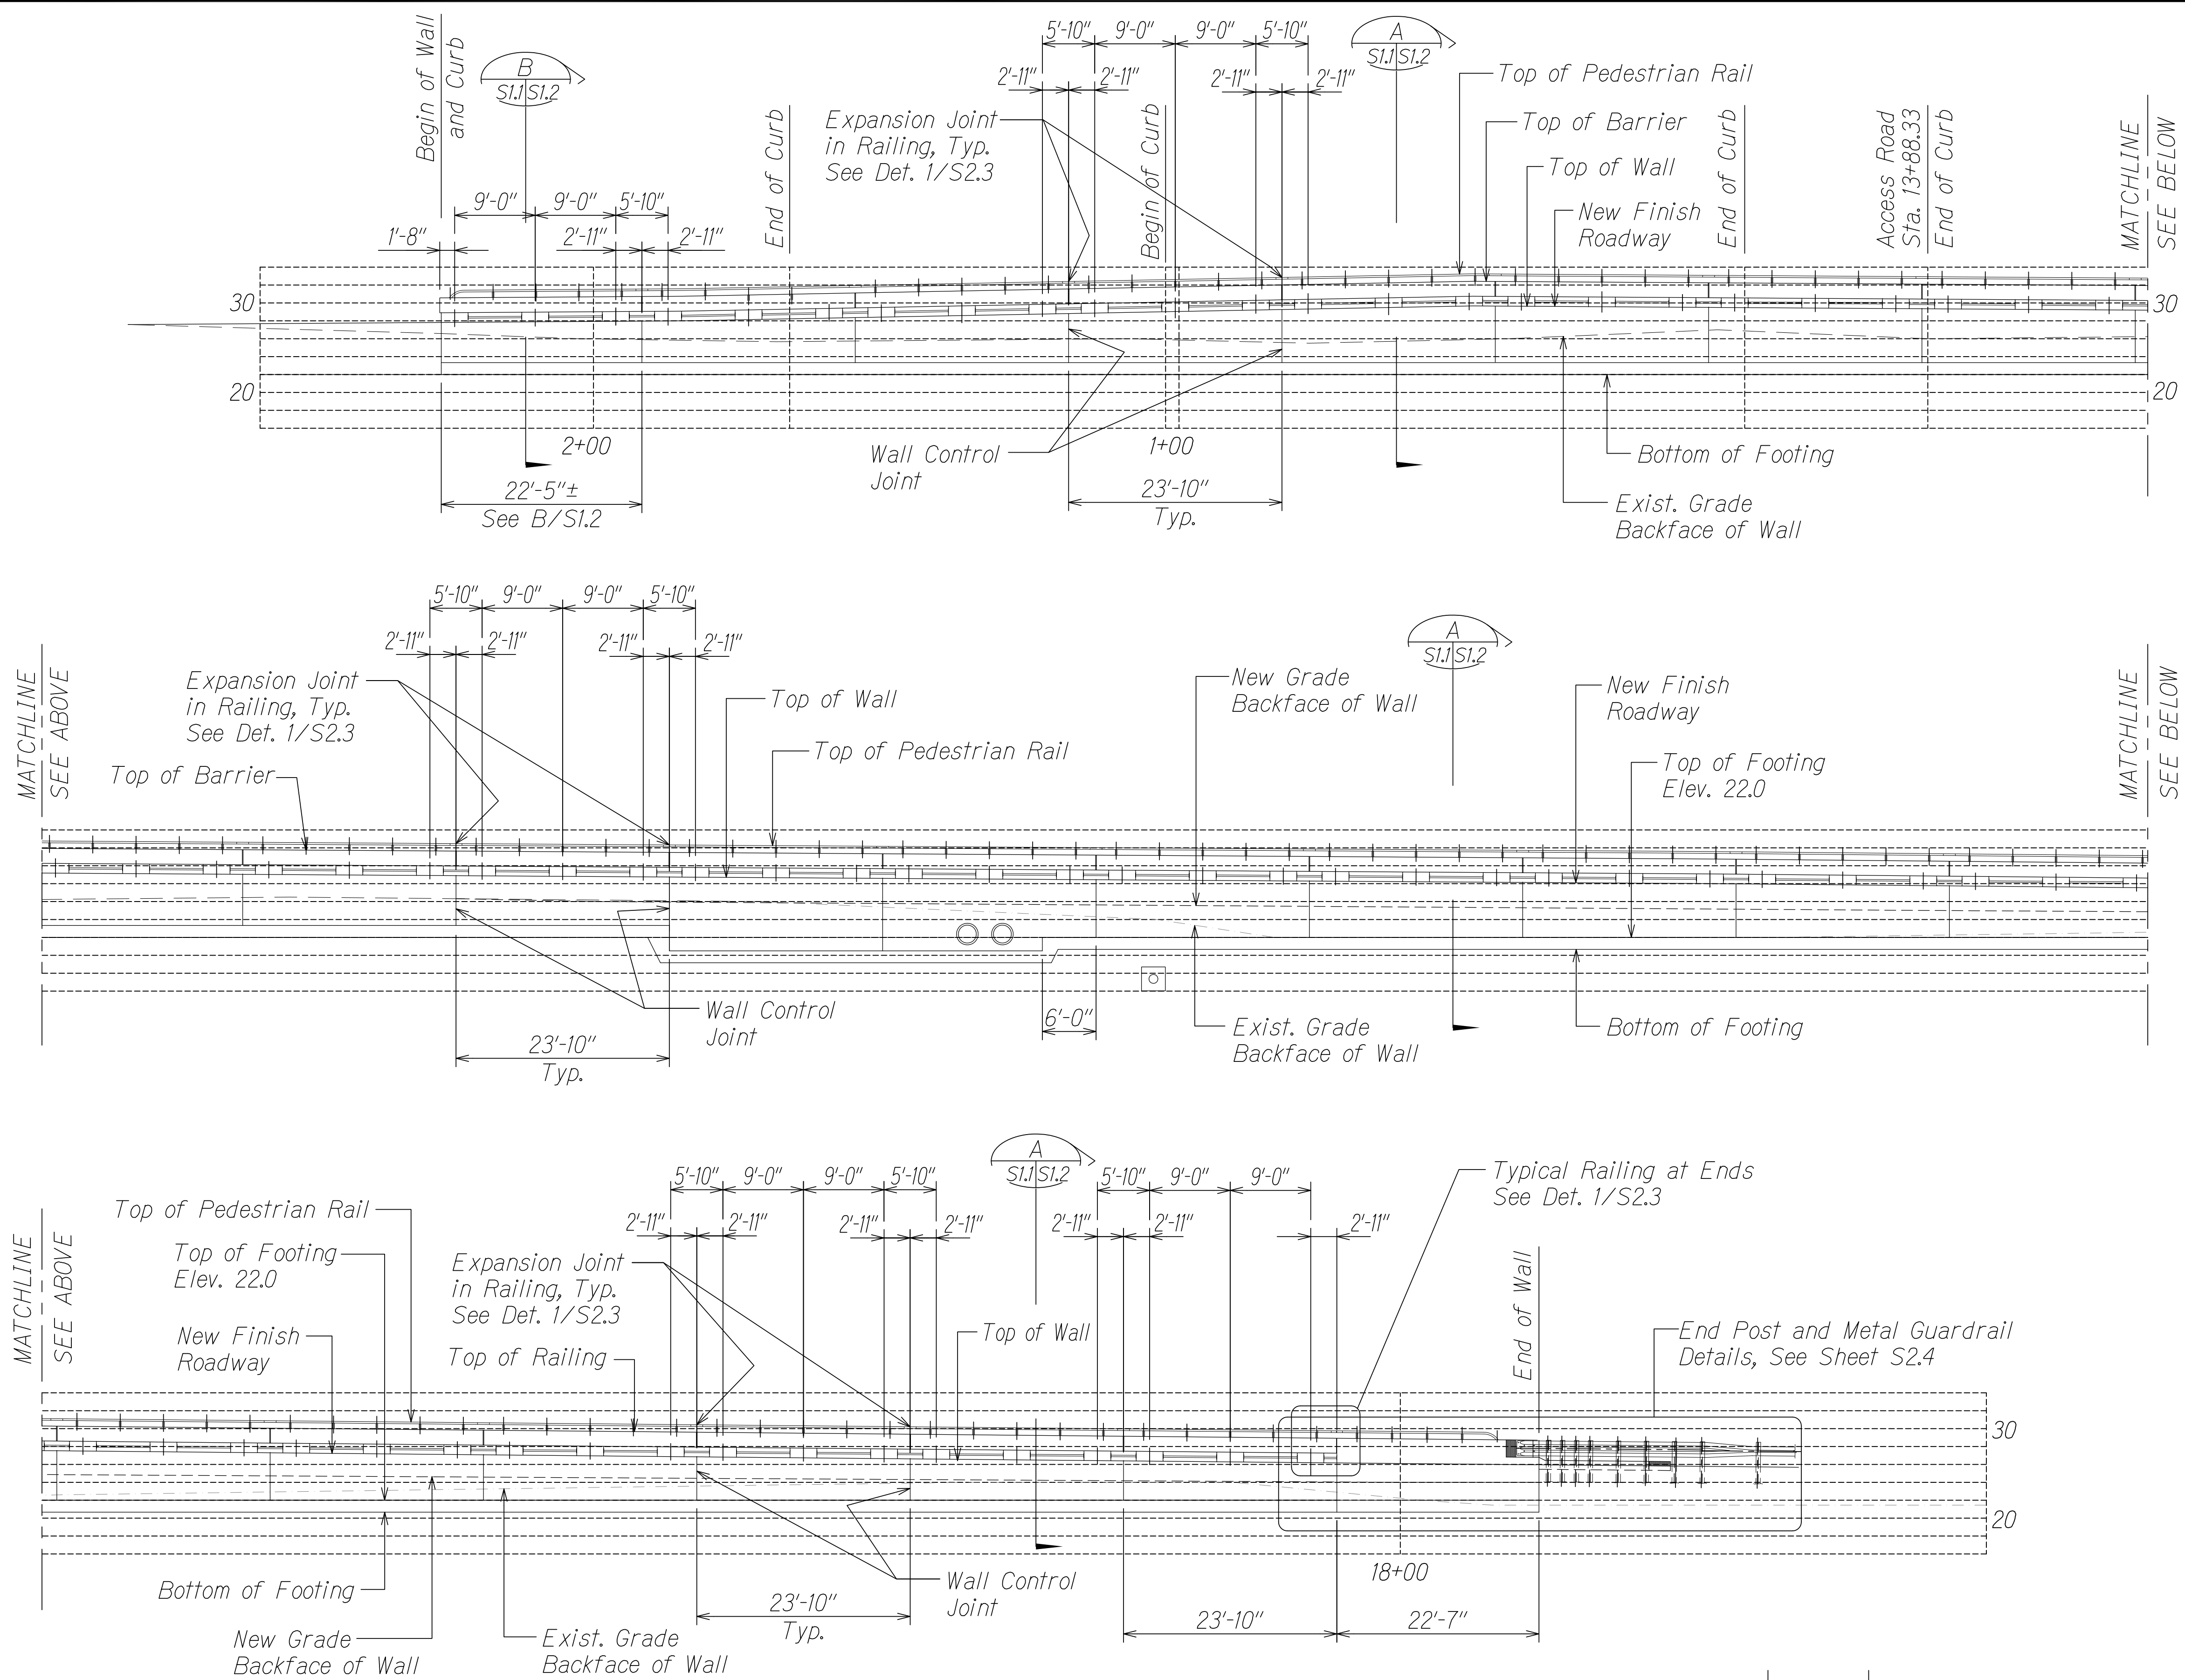 Begin of Wall
and Curb
B
S1.1 S1.2
5'-10" 9'-0" 9'-0" 5'-10"
2'-11" 2'-11" 2'-11" 2'-11"
A
S1.1 S1.2
Top of Pedestrian Rail
Top of Barrier
Top of Wall
New Finish
Roadway
Expansion Joint
in Railing, Typ.
See Det. 1/S2.3
End of Curb
Begin of Curb
End of Curb
Access Road
Sta. 13+88.33
End of Curb
MATCHLINE
SEE BELOW
9'-0" 9'-0" 5'-10"
1'-8" 2'-11" 2'-11"
30
30
20
20
2+00
1+00
Wall Control
Joint
22'-5"±
See B/S1.2
23'-10"
Typ.
Bottom of Footing
Exist. Grade
Backface of Wall
5'-10" 9'-0" 9'-0" 5'-10"
2'-11" 2'-11" 2'-11" 2'-11"
A
S1.1 S1.2
MATCHLINE
SEE ABOVE
Expansion Joint
in Railing, Typ.
See Det. 1/S2.3
Top of Barrier
Top of Wall
Top of Pedestrian Rail
New Grade
Backface of Wall
New Finish
Roadway
Top of Footing
Elev. 22.0
MATCHLINE
SEE BELOW
Wall Control
Joint
23'-10"
Typ.
6'-0"
Exist. Grade
Backface of Wall
Bottom of Footing
A
S1.1 S1.2
5'-10" 9'-0" 9'-0" 5'-10" 5'-10" 9'-0" 9'-0"
2'-11" 2'-11" 2'-11" 2'-11" 2'-11" 2'-11" 2'-11"
Typical Railing at Ends
See Det. 1/S2.3
MATCHLINE
SEE ABOVE
Top of Pedestrian Rail
Top of Footing
Elev. 22.0
New Finish
Roadway
Expansion Joint
in Railing, Typ.
See Det. 1/S2.3
Top of Railing
Top of Wall
End of Wall
End Post and Metal Guardrail
Details, See Sheet S2.4
30
20
18+00
Bottom of Footing
New Grade
Backface of Wall
Exist. Grade
Backface of Wall
23'-10"
Typ.
Wall Control
Joint
23'-10"
22'-7"